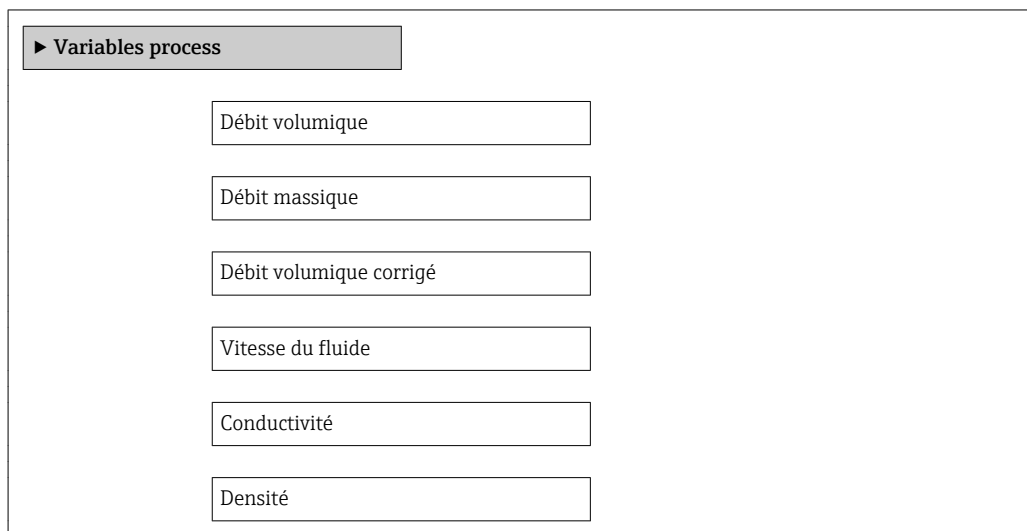 ▶ Variables process
Débit volumique
Débit massique
Débit volumique corrigé
Vitesse du fluide
Conductivité
Densité